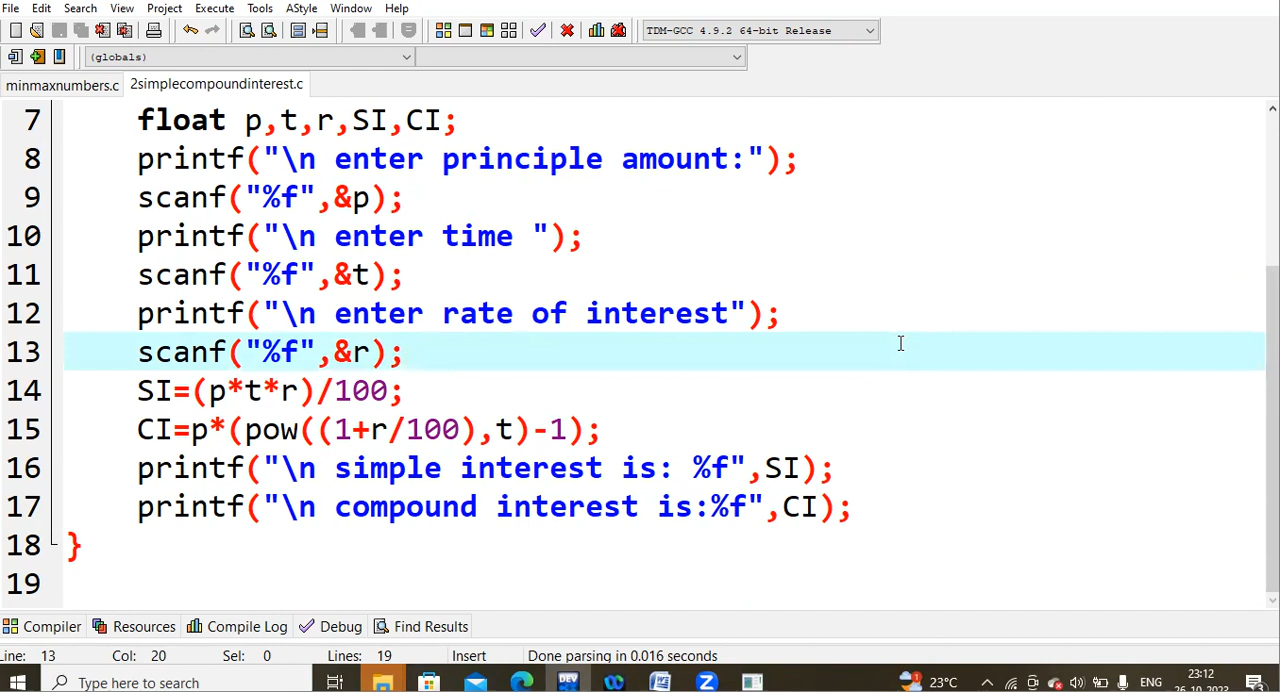 File Edit Search View Project Execute Tools AStyle Window Help
TDM-GCC 4.9.2 64-bit Release
(globals)
minmaxnumbers.c 2simplecompoundinterest.c
7 float p,t,r,SI,CI;
8 printf("\n enter principle amount:");
9 scanf("%f",&p);
10 printf("\n enter time ");
11 scanf("%f",&t);
12 printf("\n enter rate of interest");
13 scanf("%f",&r);
14 SI=(p*t*r)/100;
15 CI=p*(pow((1+r/100),t)-1);
16 printf("\n simple interest is: %f",SI);
17 printf("\n compound interest is:%f",CI);
18 }
19
Compiler Resources Compile Log Debug Find Results
Line: 13 Col: 20 Sel: 0 Lines: 19 Insert Done parsing in 0.016 seconds
Type here to search DEV 23°C ENG 23:12
26-10-2023